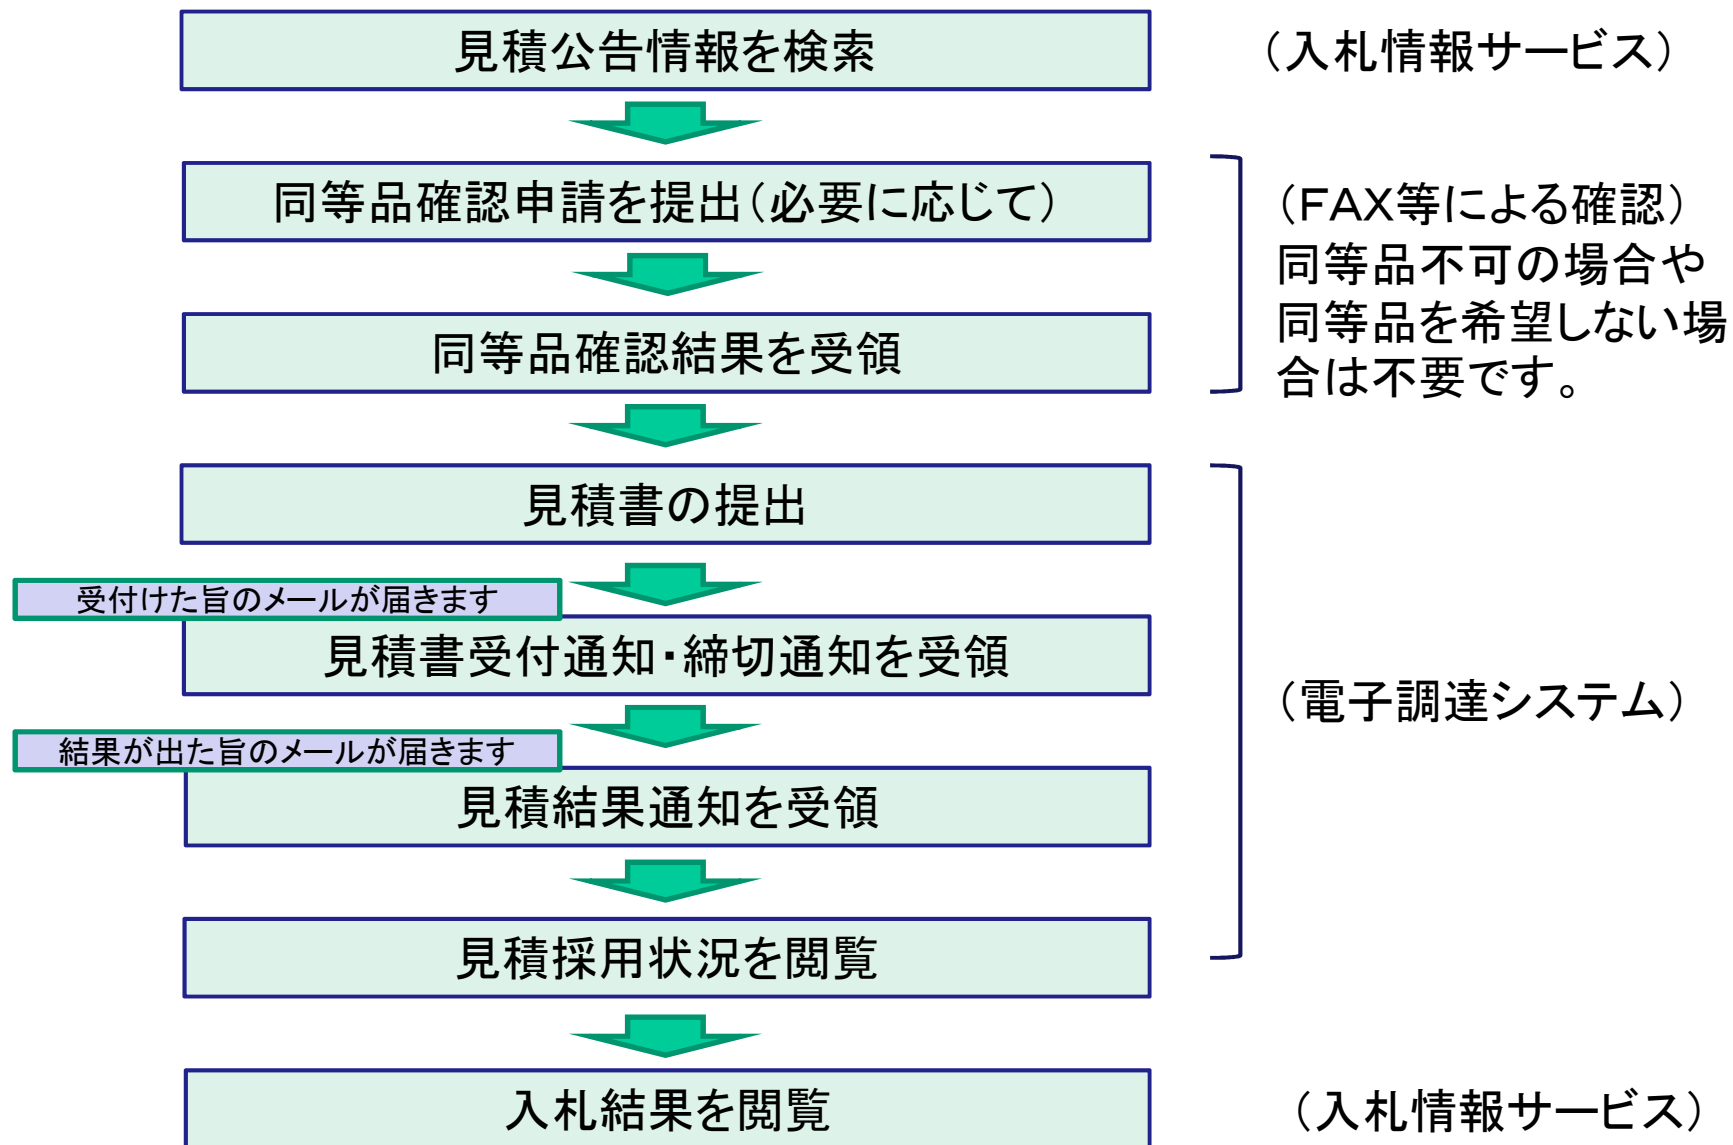 見積公告情報を検索
（入札情報サービス）
同等品確認申請を提出（必要に応じて）
（FAX等による確認）
同等品不可の場合や
同等品を希望しない場
合は不要です。
同等品確認結果を受領
見積書の提出
受付けた旨のメールが届きます
見積書受付通知・締切通知を受領
（電子調達システム）
結果が出た旨のメールが届きます
見積結果通知を受領
見積採用状況を閲覧
入札結果を閲覧
（入札情報サービス）